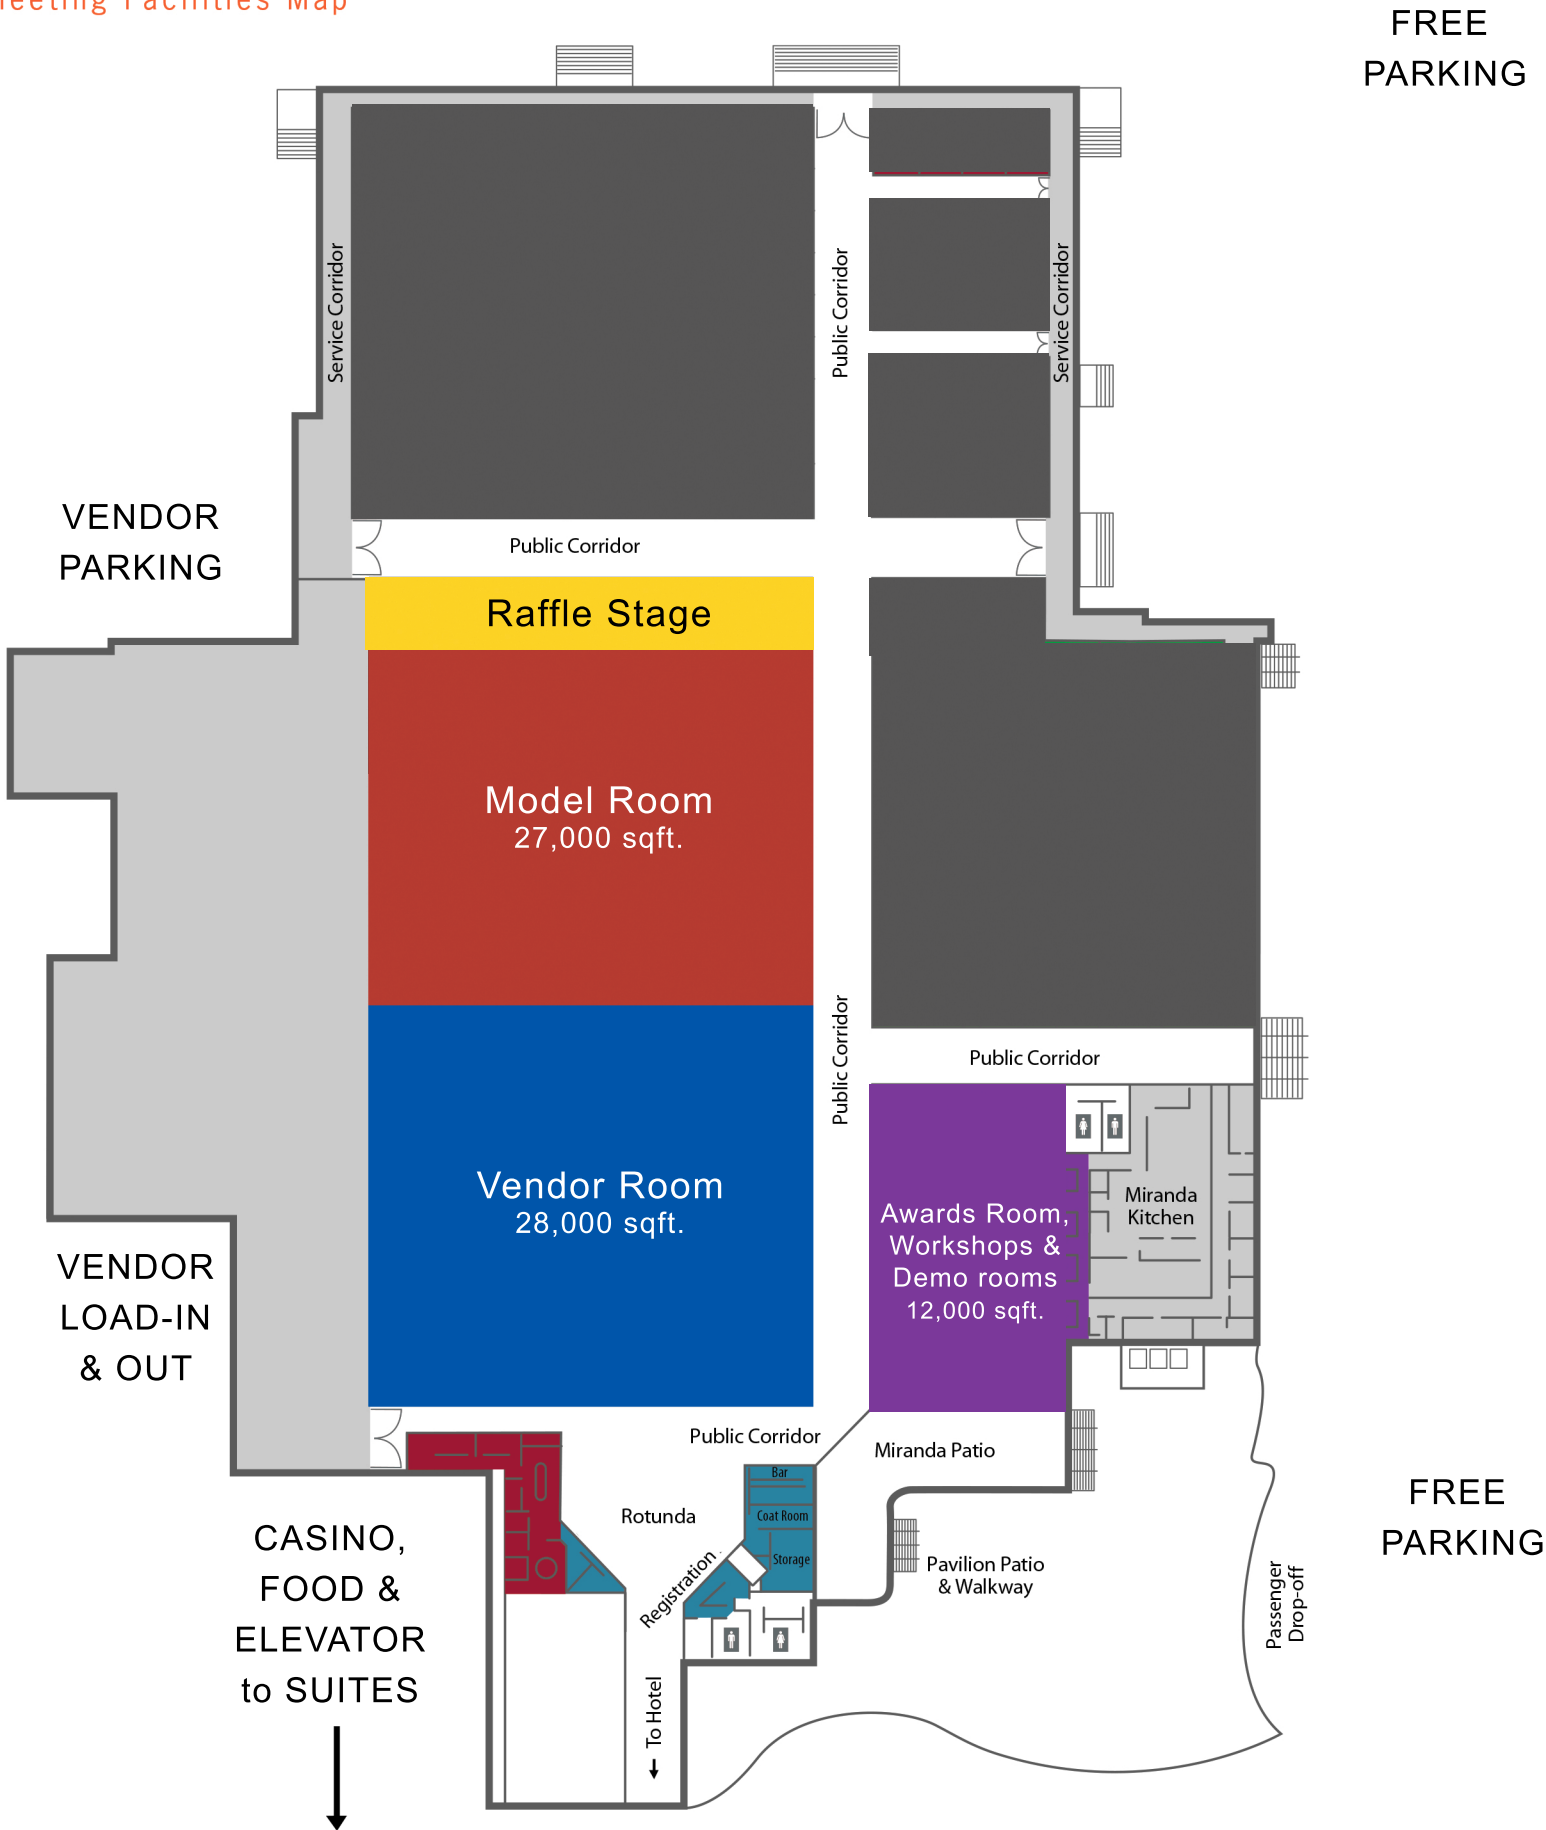 Meeting Facilities Map
FREE
PARKING
Service Corridor
Public Corridor
Service Corridor
VENDOR
PARKING
Public Corridor
Raffle Stage
Model Room
27,000 sqft.
Public Corridor
Public Corridor
Vendor Room
28,000 sqft.
Awards Room,
Workshops &
Demo rooms
12,000 sqft.
Miranda
Kitchen
VENDOR
LOAD-IN
& OUT
Public Corridor
Miranda Patio
Bar
Coat Room
Storage
Rotunda
Registration
CASINO,
FOOD &
ELEVATOR
to SUITES
Pavilion Patio
& Walkway
Passenger
Drop-off
FREE
PARKING
To Hotel